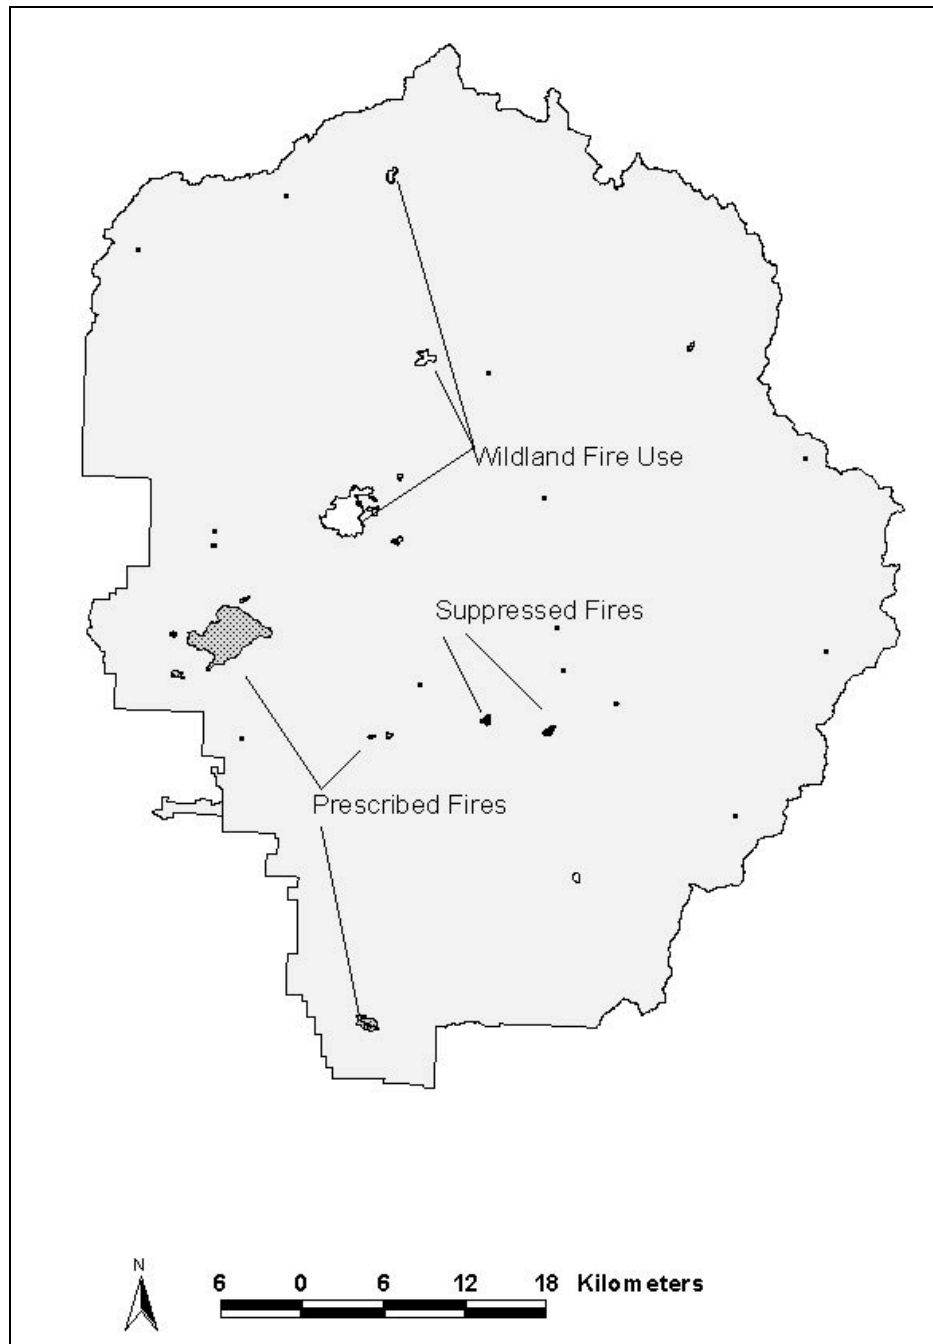 Wildland Fire Use
Suppressed Fires
Prescribed Fires
N
6 0 6 12 18 Kilometers